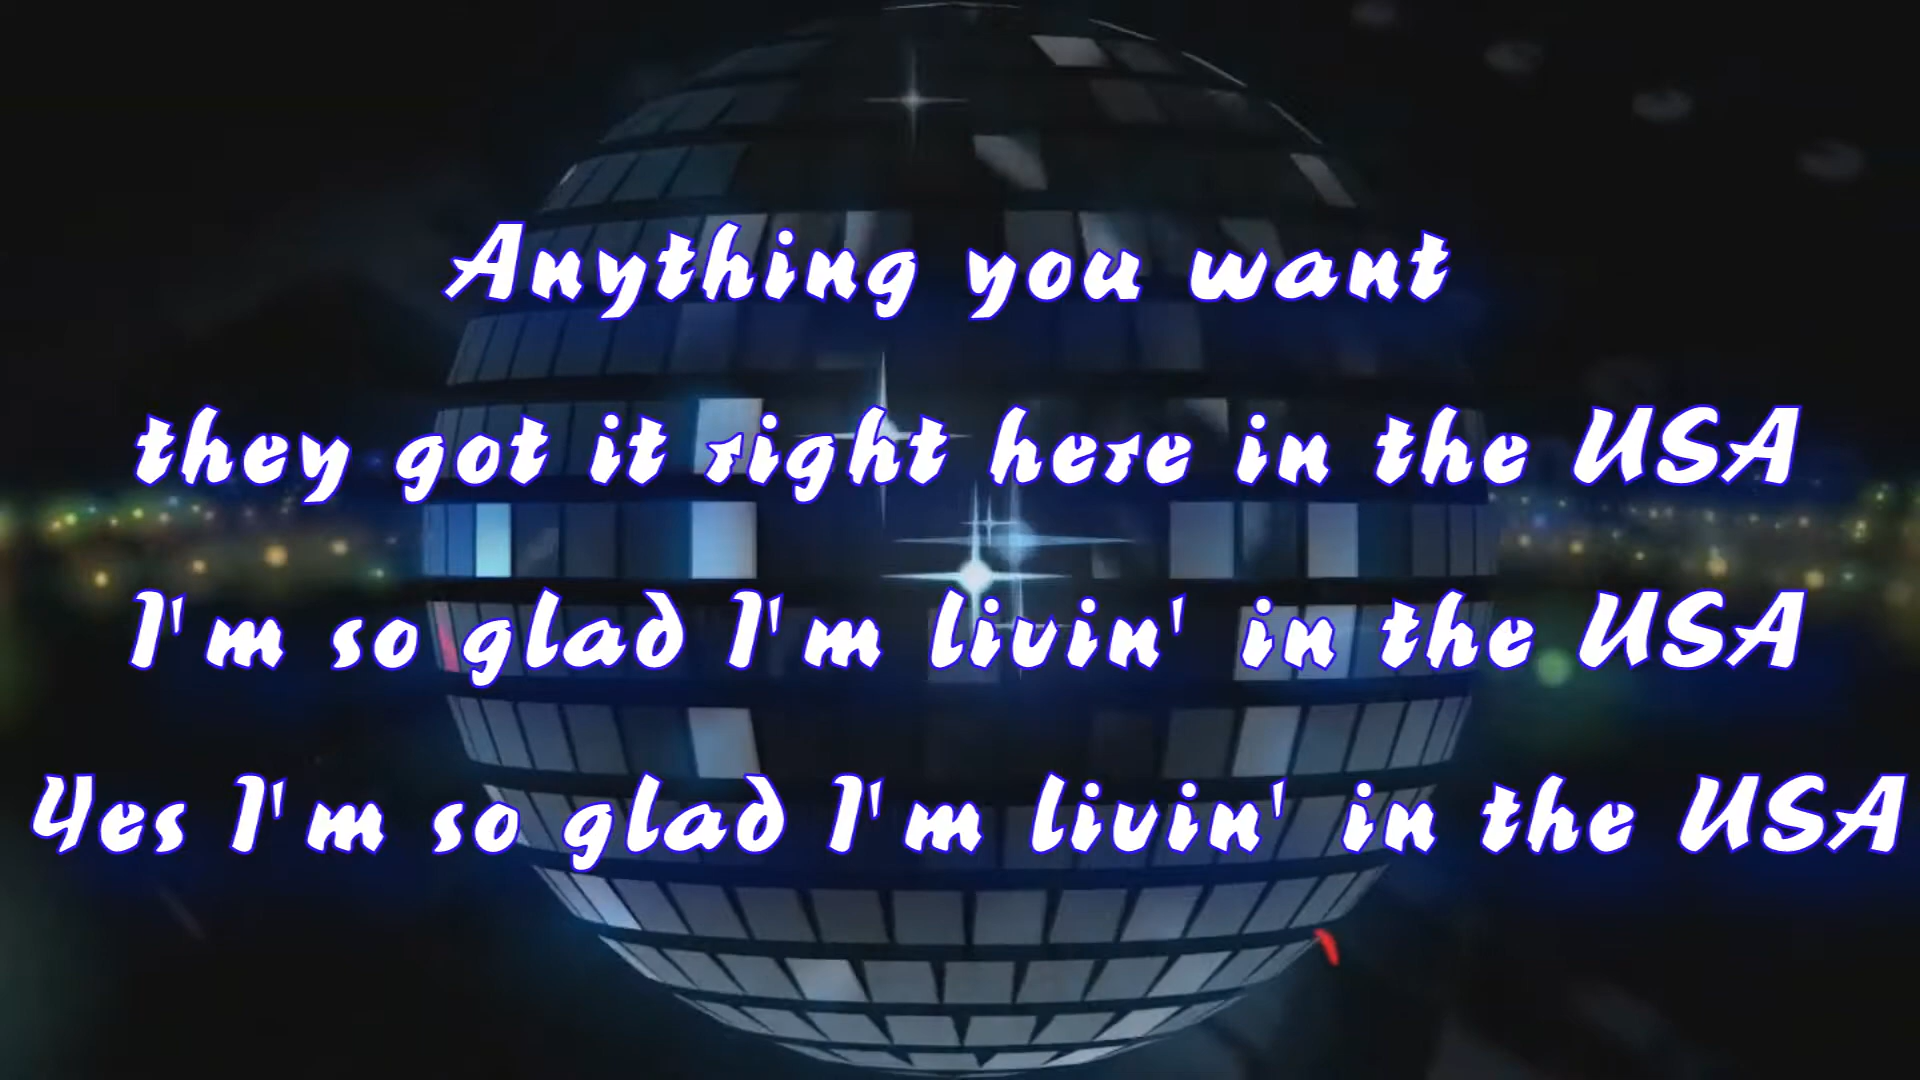 Anything you want
they got it right here in the USA
I'm so glad I'm livin' in the USA
Yes I'm so glad I'm livin' in the USA